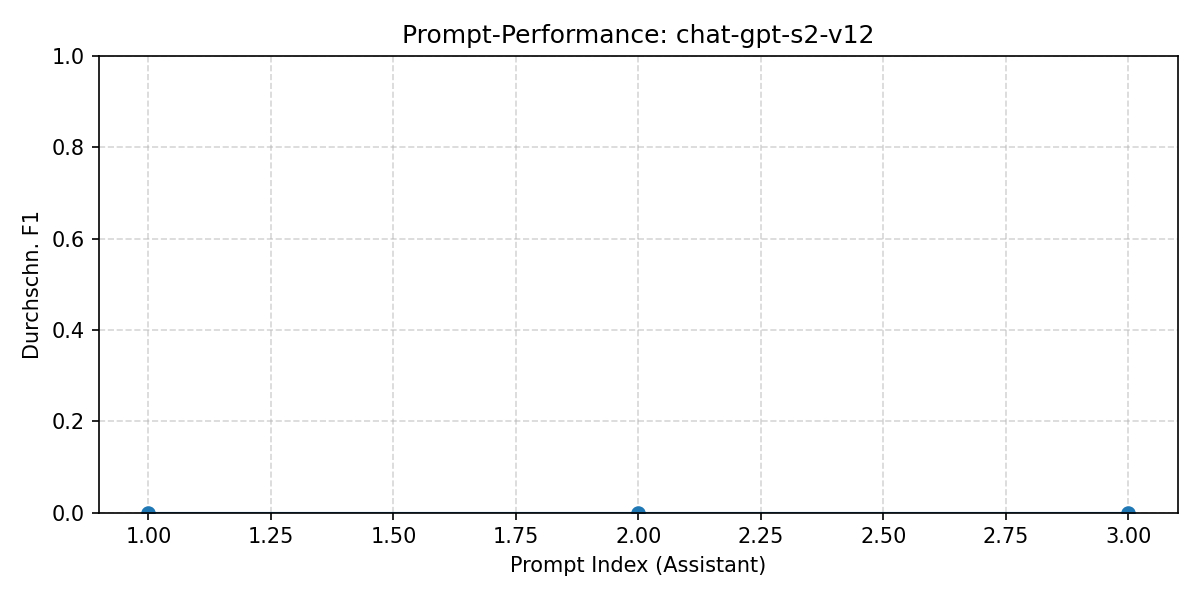 Prompt-Performance: chat-gpt-s2-v12
1.0
0.8
0.6
0.4
0.2
0.0
Durchschn. F1
1.00 1.25 1.50 1.75 2.00 2.25 2.50 2.75 3.00
Prompt Index (Assistant)